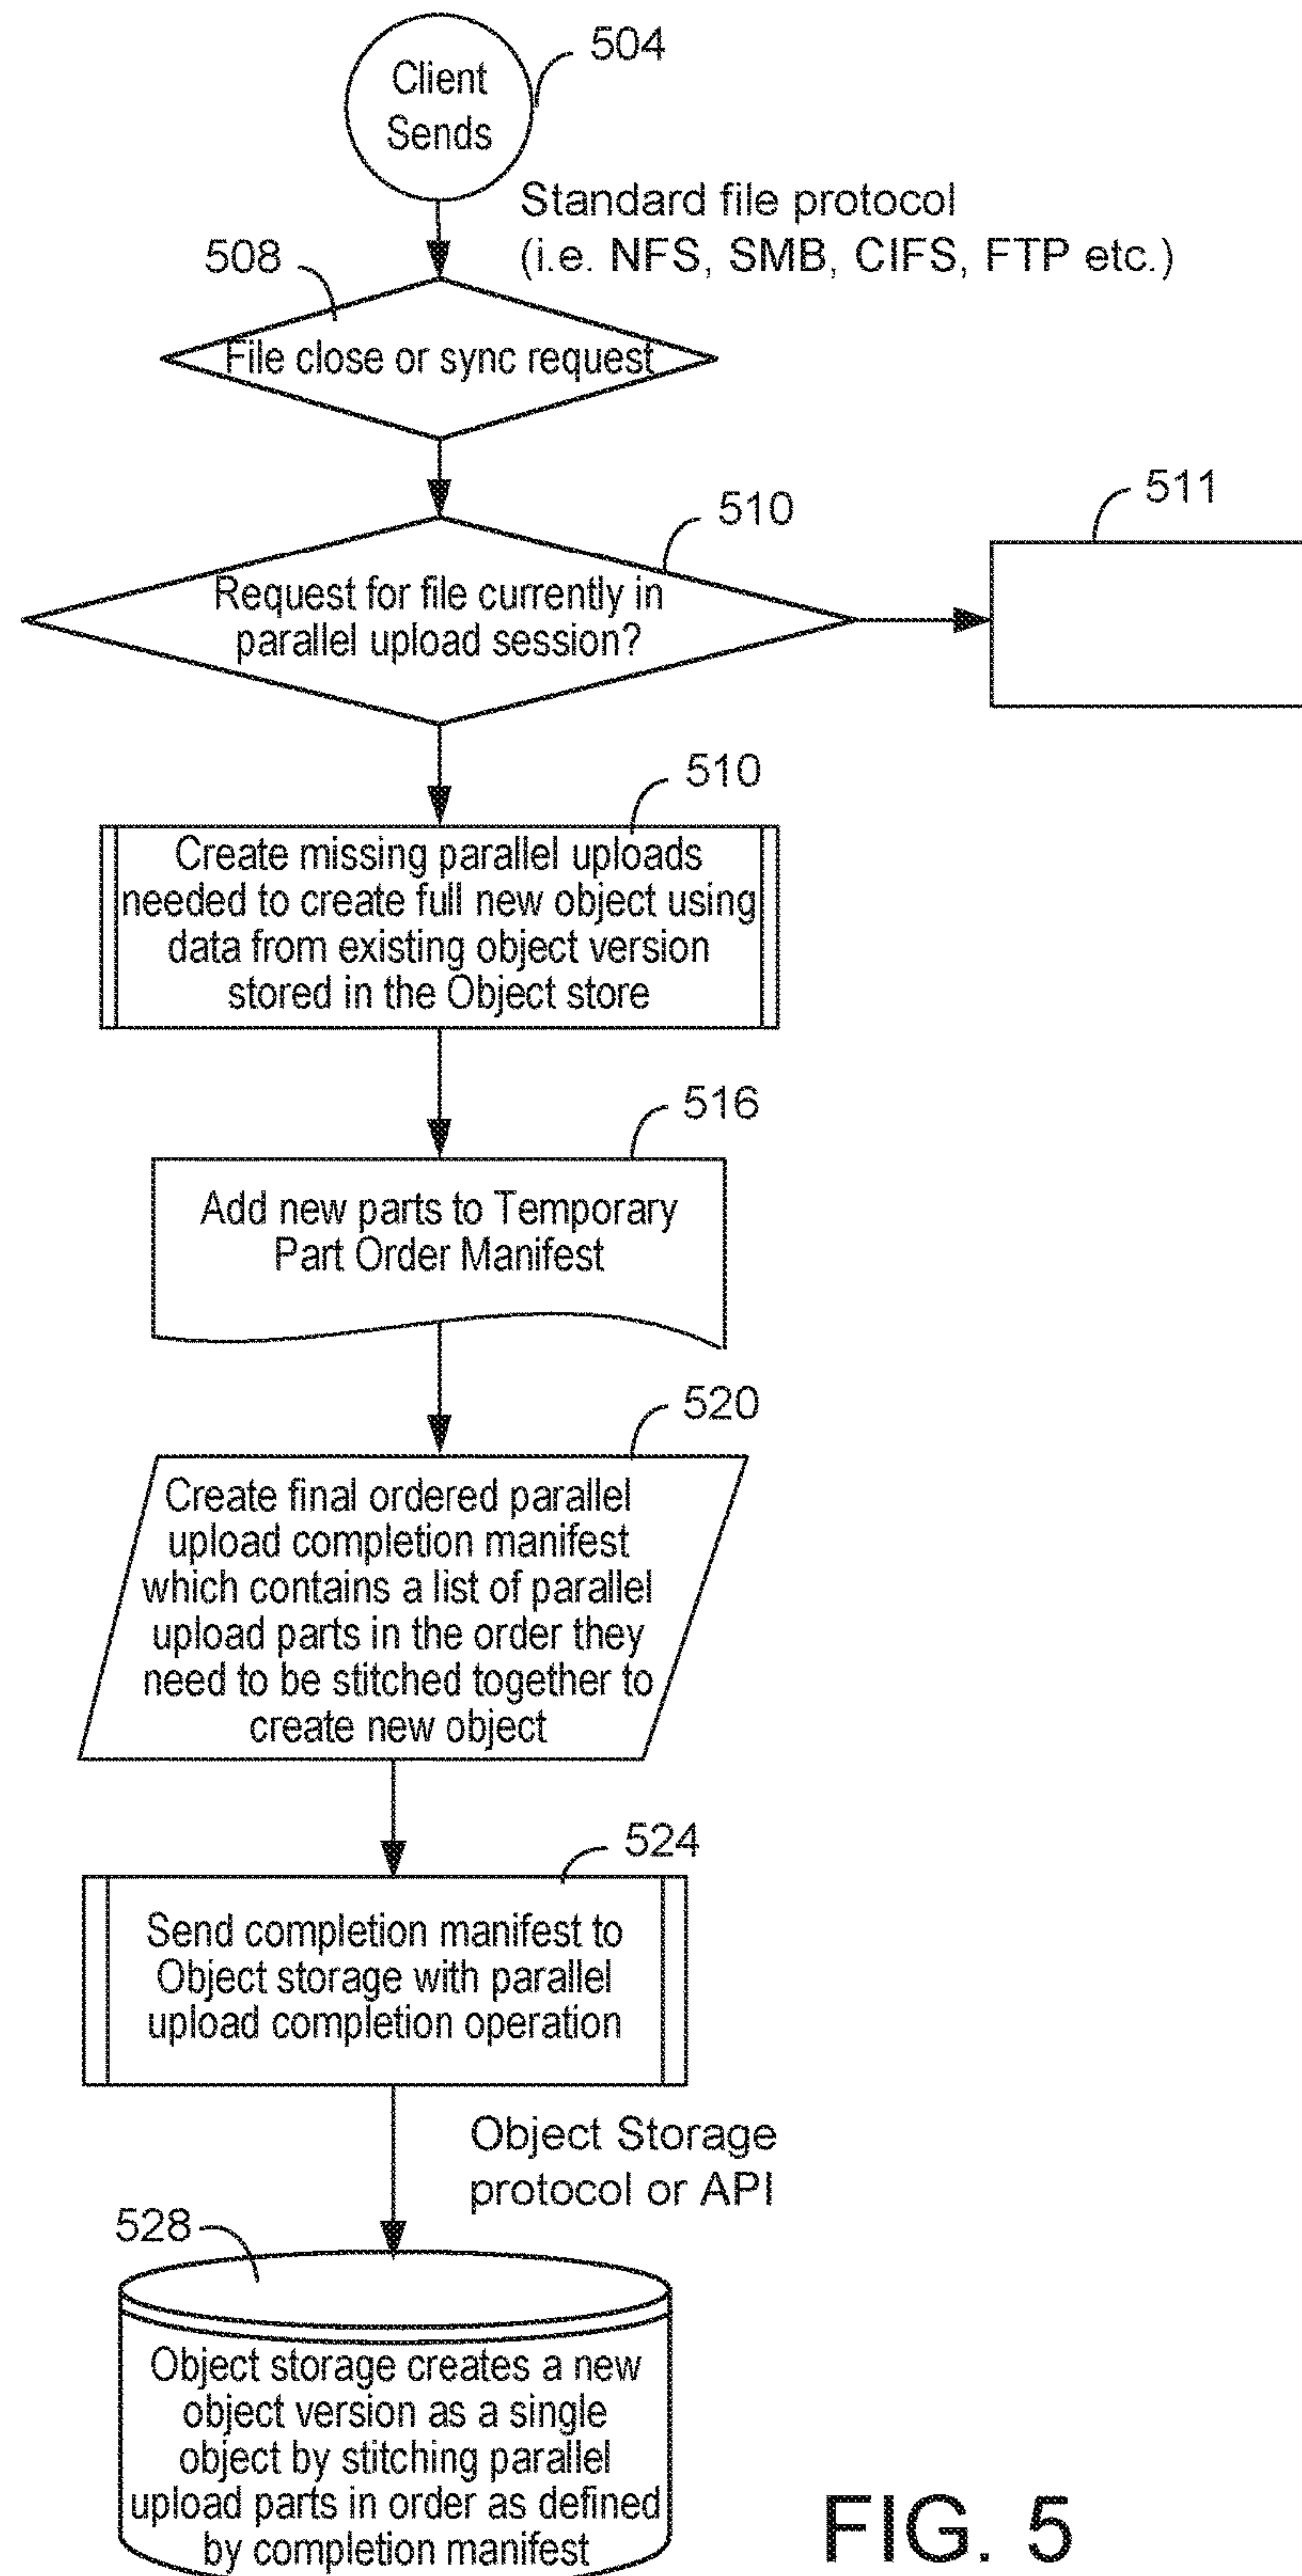 Client
Sends
504
Standard file protocol
(i.e. NFS, SMB, CIFS, FTP etc.)
508
File close or sync request
510
511
Request for file currently in
parallel upload session?
510
Create missing parallel uploads
needed to create full new object using
data from existing object version
stored in the Object store
516
Add new parts to Temporary
Part Order Manifest
520
Create final ordered parallel
upload completion manifest
which contains a list of parallel
upload parts in the order they
need to be stitched together to
create new object
524
Send completion manifest to
Object storage with parallel
upload completion operation
Object Storage
protocol or API
528
Object storage creates a new
object version as a single
object by stitching parallel
upload parts in order as defined
by completion manifest
FIG. 5